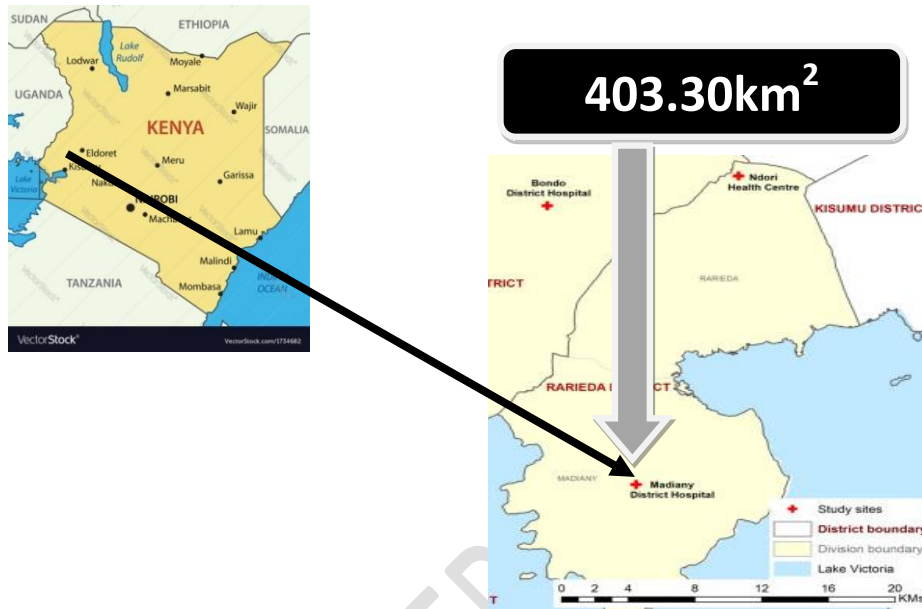 SUDAN
ETHIOPIA
Lake
Rudolf
Moyale
Lodwar
Marsabit
UGANDA
Wajir
KENYA
SOMALIA
Eldoret
Meru
Garissa
Lake
Victoria
Lamu
Malindi
TANZANIA
OCEAN
Mombasa
VectorStock®
VectorStock.com/1734682
403.30km²
Bondo
District Hospital
Ndori
Health Centre
KISUMU DISTRIC
TRICT
RARIEDA
RARIEDA
CT
MADIANY
Madiany
District Hospital
Study sites
District boundary
Division boundary
Lake Victoria
0 2 4 8 12 16 20
KMs
T